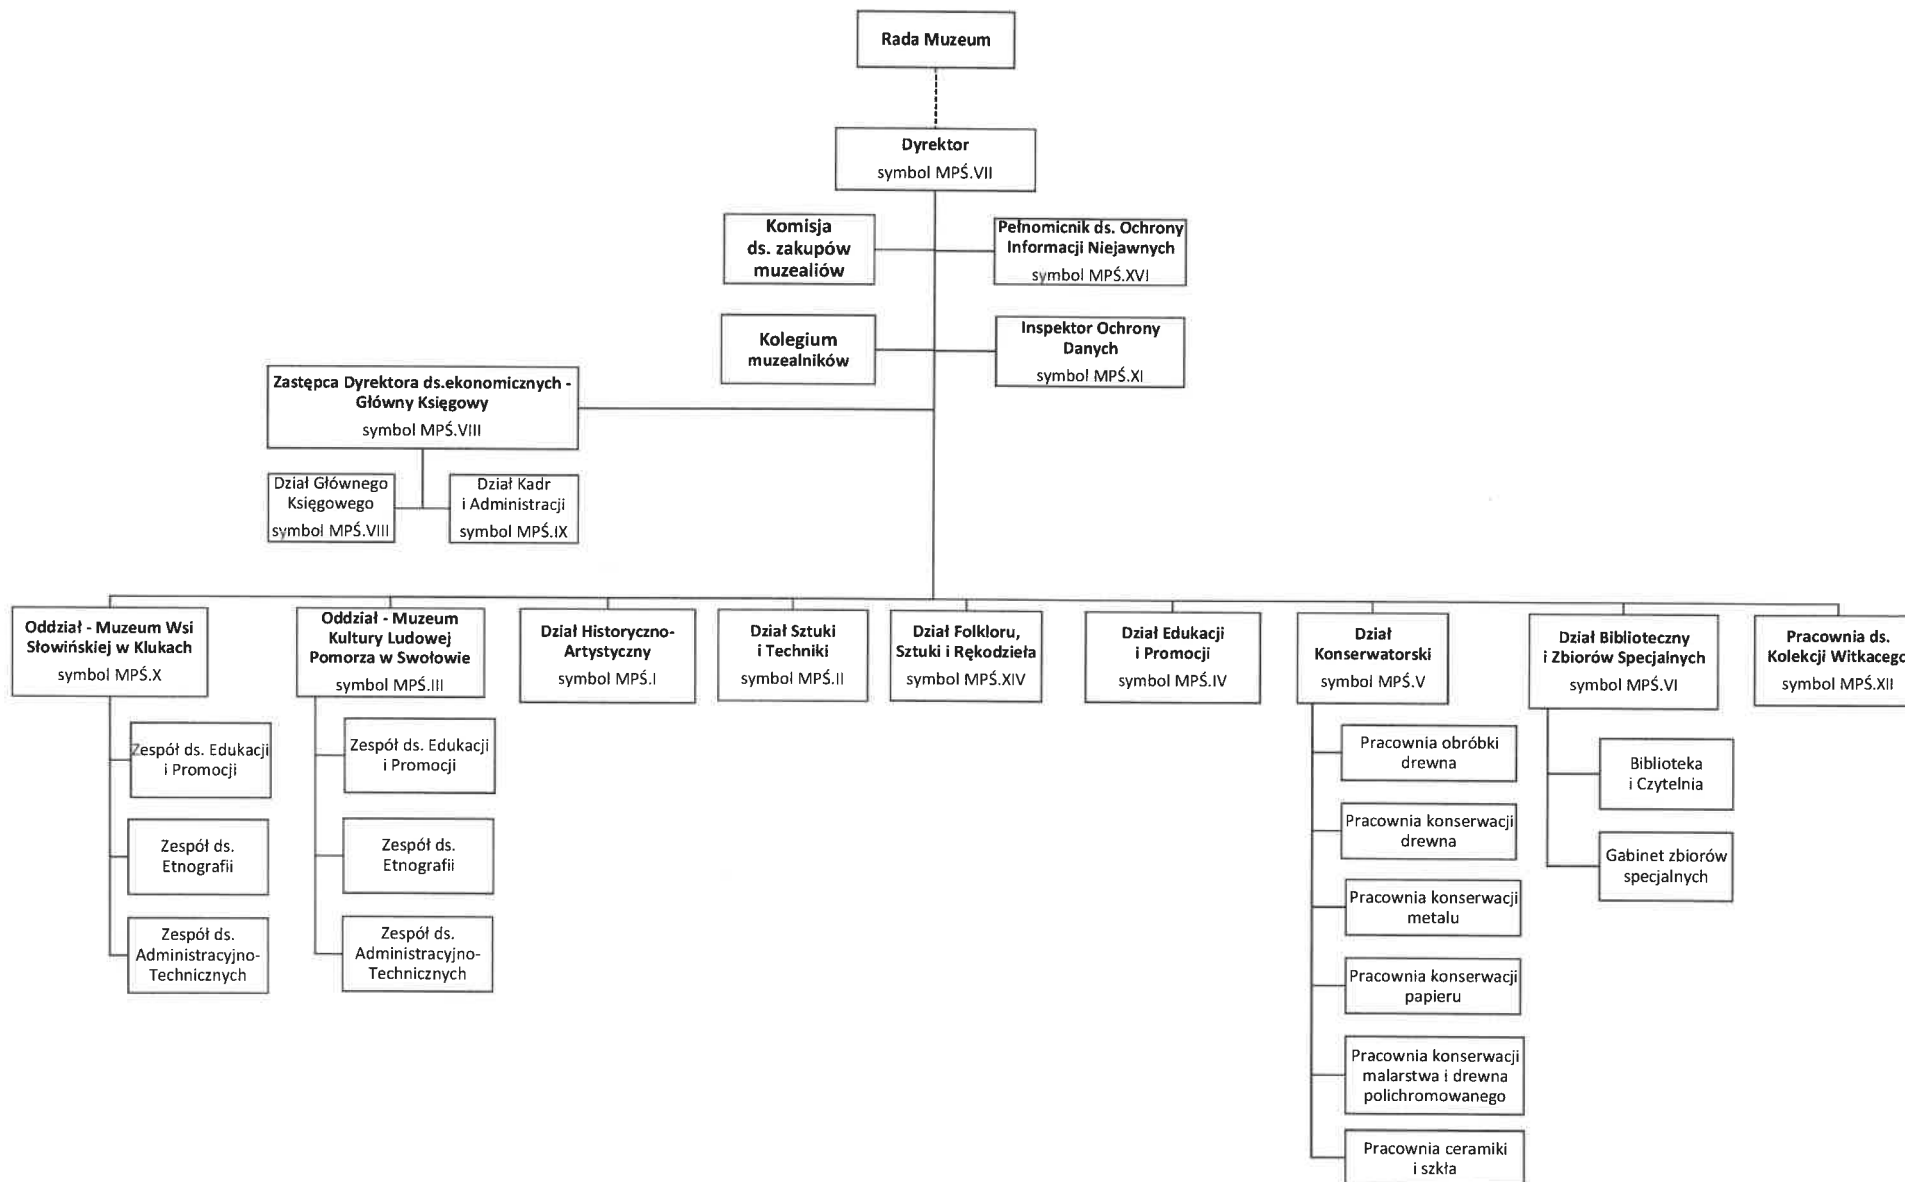 Rada Muzeum
Dyrektor
symbol MPŚ.VII
Komisja
ds. zakupów
muzealiów
Pełnomicnik ds. Ochrony
Informacji Niejawnych
symbol MPŚ.XVI
Kolegium
muzealników
Inspektor Ochrony
Danych
symbol MPŚ.XI
Zastępca Dyrektora ds.ekonomicznych -
Główny Księgowy
symbol MPŚ.VIII
Dział Głównego
Księgowego
symbol MPŚ.VIII
Dział Kadr
i Administracji
symbol MPŚ.IX
Oddział - Muzeum Wsi
Słowińskiej w Klukach
symbol MPŚ.X
Oddział - Muzeum
Kultury Ludowej
Pomorza w Swołowie
symbol MPŚ.III
Dział Historyczno-
Artystyczny
symbol MPŚ.I
Dział Sztuki
i Techniki
symbol MPŚ.II
Dział Folkloru,
Sztuki i Rękodzieła
symbol MPŚ.XIV
Dział Edukacji
i Promocji
symbol MPŚ.IV
Dział
Konserwatorski
symbol MPŚ.V
Dział Biblioteczny
i Zbiorów Specjalnych
symbol MPŚ.VI
Pracownia ds.
Kolekcji Witkacego
symbol MPŚ.XII
Zespół ds. Edukacji
i Promocji
Zespół ds.
Etnografii
Zespół ds.
Administracyjno-
Technicznych
Zespół ds. Edukacji
i Promocji
Zespół ds.
Etnografii
Zespół ds.
Administracyjno-
Technicznych
Pracownia obróbki
drewna
Pracownia konserwacji
drewna
Pracownia konserwacji
metalu
Pracownia konserwacji
papieru
Pracownia konserwacji
malarstwa i drewna
polichromowanego
Pracownia ceramiki
i szkła
Biblioteka
i Czytelnia
Gabinet zbiorów
specjalnych